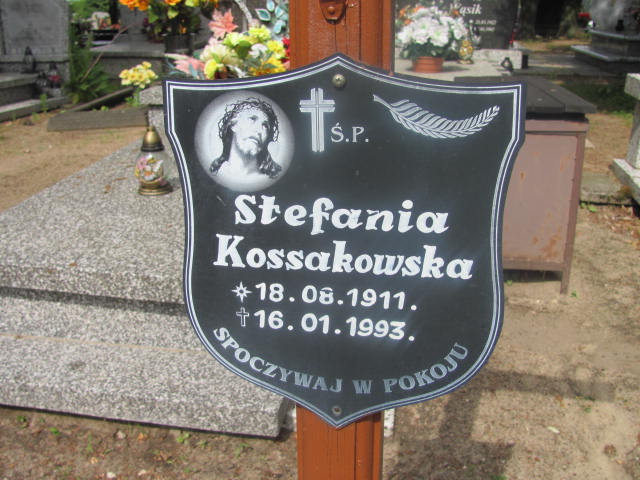 Ś.P.
Stefania
Kossakowska
18.08.1911.
16.01.1993.
SPOCZYWAJ W POKOJU